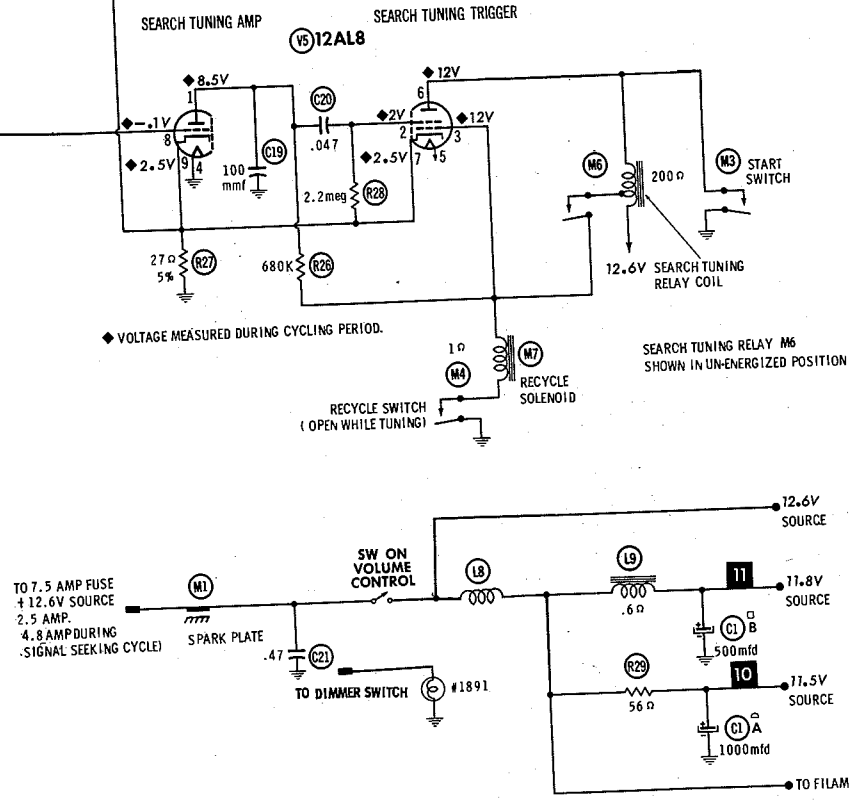 SEARCH TUNING AMP
SEARCH TUNING TRIGGER
V5 12AL8
◆ 8.5V
1
◆ -.1V
8
◆ 2.5V
9
4
C19
100
mmf
C20
.047
◆ 2V
2
◆ 12V
6
◆ 12V
3
◆ 2.5V
7
5
2.2meg
R28
27Ω
5%
R27
680K
R26
M6
200Ω
M3
START
SWITCH
12.6V
SEARCH TUNING
RELAY COIL
◆ VOLTAGE MEASURED DURING CYCLING PERIOD.
1Ω
M7
M4
RECYCLE
SOLENOID
RECYCLE SWITCH
( OPEN WHILE TUNING)
SEARCH TUNING RELAY M6
SHOWN IN UN-ENERGIZED POSITION
12.6V
SOURCE
SW ON
VOLUME
CONTROL
L8
L9
.6Ω
11
11.8V
SOURCE
TO 7.5 AMP FUSE
+12.6V SOURCE
2.5 AMP.
4.8 AMP DURING
SIGNAL SEEKING CYCLE)
M1
SPARK PLATE
.47
C21
TO DIMMER SWITCH
#1891
C1 B
500mfd
R29
56Ω
10
11.5V
SOURCE
C1 A
1000mfd
TO FILAM